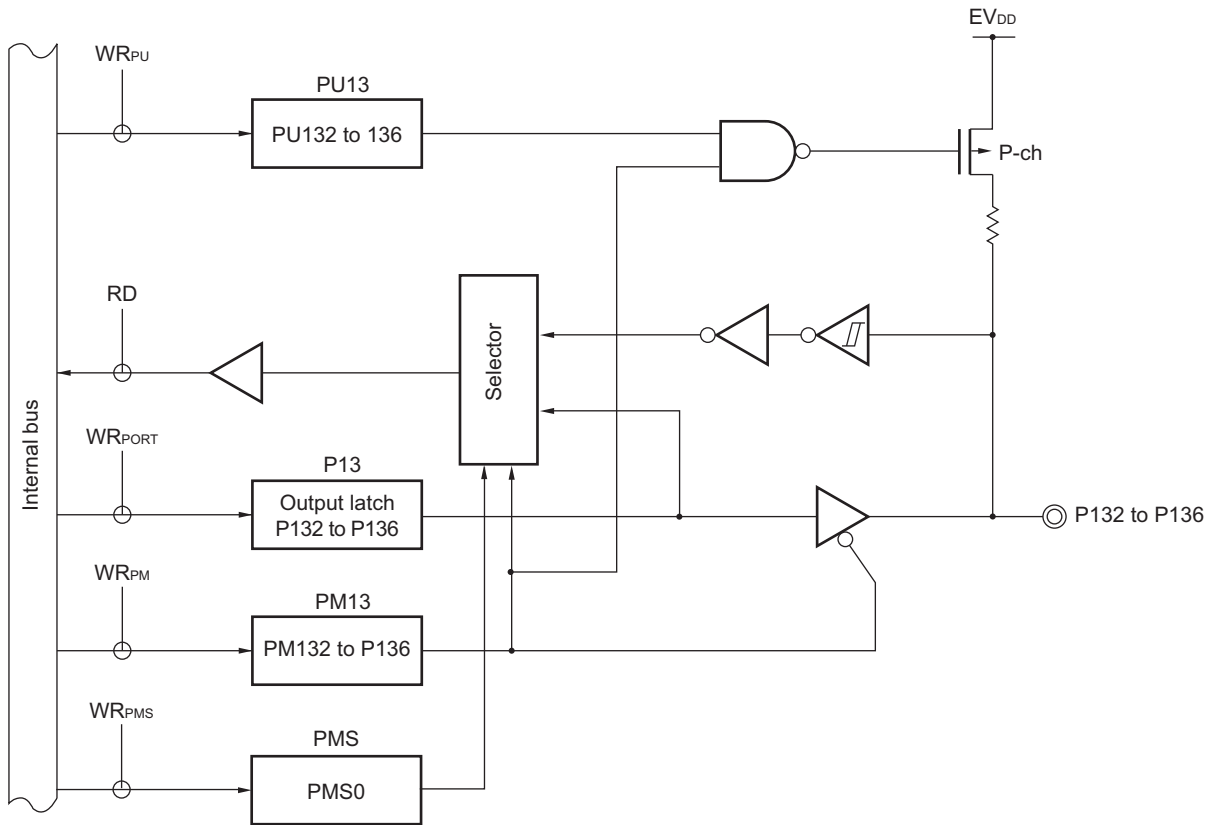 EVDD
WRPU
PU13
PU132 to 136
P-ch
RD
Selector
Internal bus
WRPORT
P13
Output latch
P132 to P136
P132 to P136
WRPM
PM13
PM132 to P136
WRPMS
PMS
PMS0